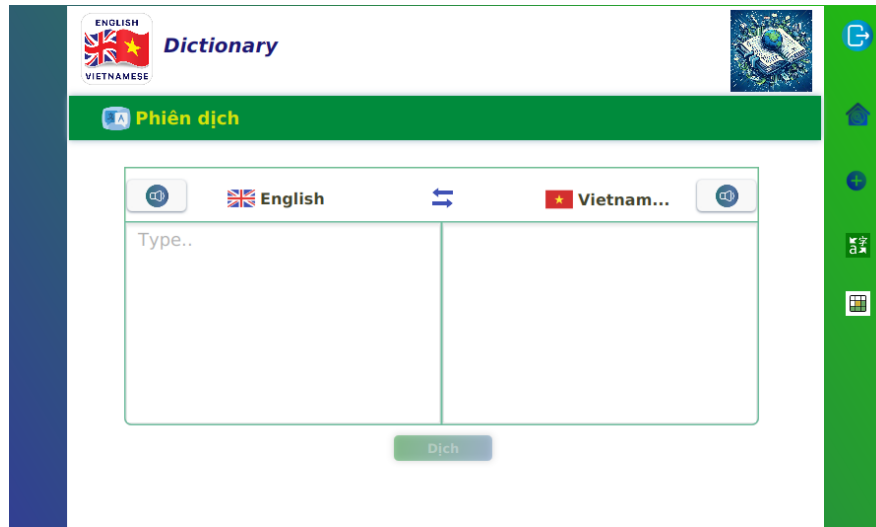 ENGLISH
VIETNAMESE
Dictionary
Phiên dịch
English
Vietnam...
Type..
Dịch